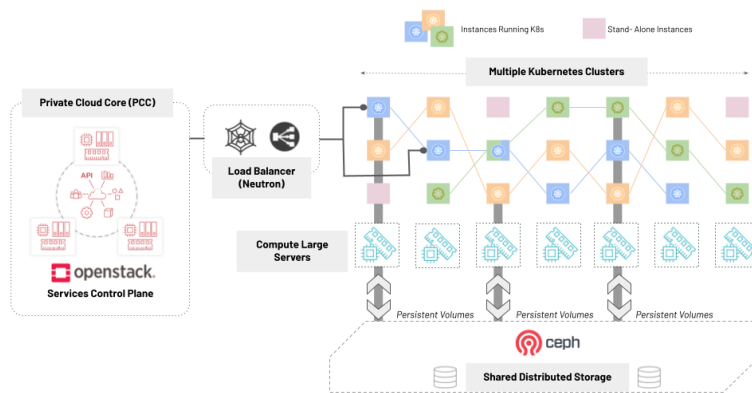 Instances Running K8s
Stand- Alone Instances
Multiple Kubernetes Clusters
Private Cloud Core (PCC)
API
openstack.
Services Control Plane
Load Balancer
(Neutron)
Compute Large
Servers
Persistent Volumes
Persistent Volumes
Persistent Volumes
ceph
Shared Distributed Storage